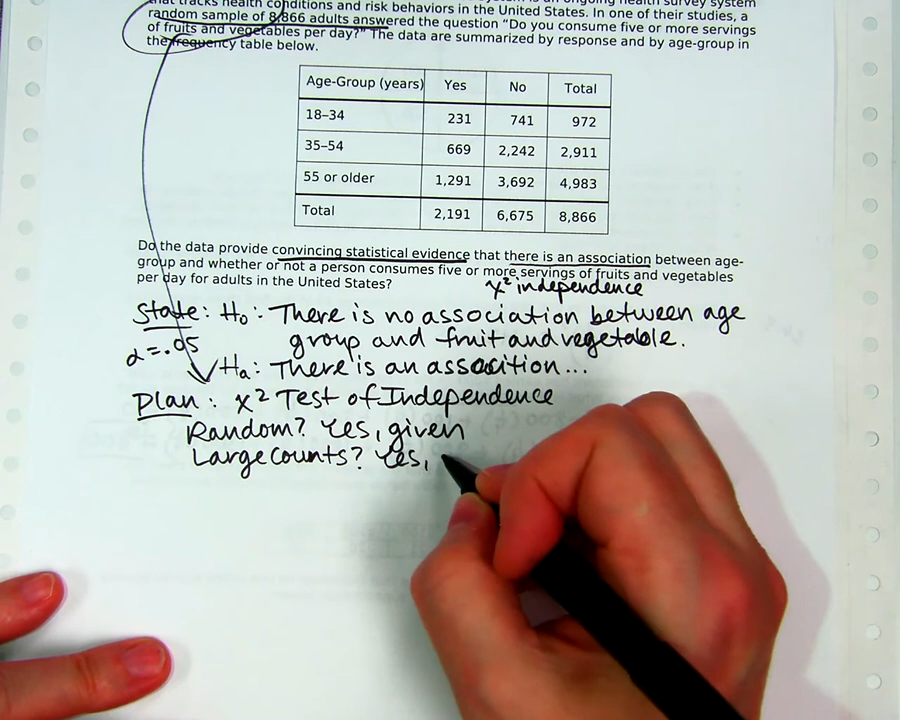 that tracks health conditions and risk behaviors in the United States. In one of their studies, a
random sample of 8,866 adults answered the question “Do you consume five or more servings
of fruits and vegetables per day?” The data are summarized by response and by age-group in
the frequency table below.
Age-Group (years) Yes No Total
18–34 231 741 972
35–54 669 2,242 2,911
55 or older 1,291 3,692 4,983
Total 2,191 6,675 8,866
Do the data provide convincing statistical evidence that there is an association between age-
group and whether or not a person consumes five or more servings of fruits and vegetables
per day for adults in the United States?
χ² independence
State: H₀: There is no association between age
group and fruit and vegetable.
α=.05
Hₐ: There is an association...
Plan: χ² Test of Independence
Random? Yes, given
Large counts? Yes,